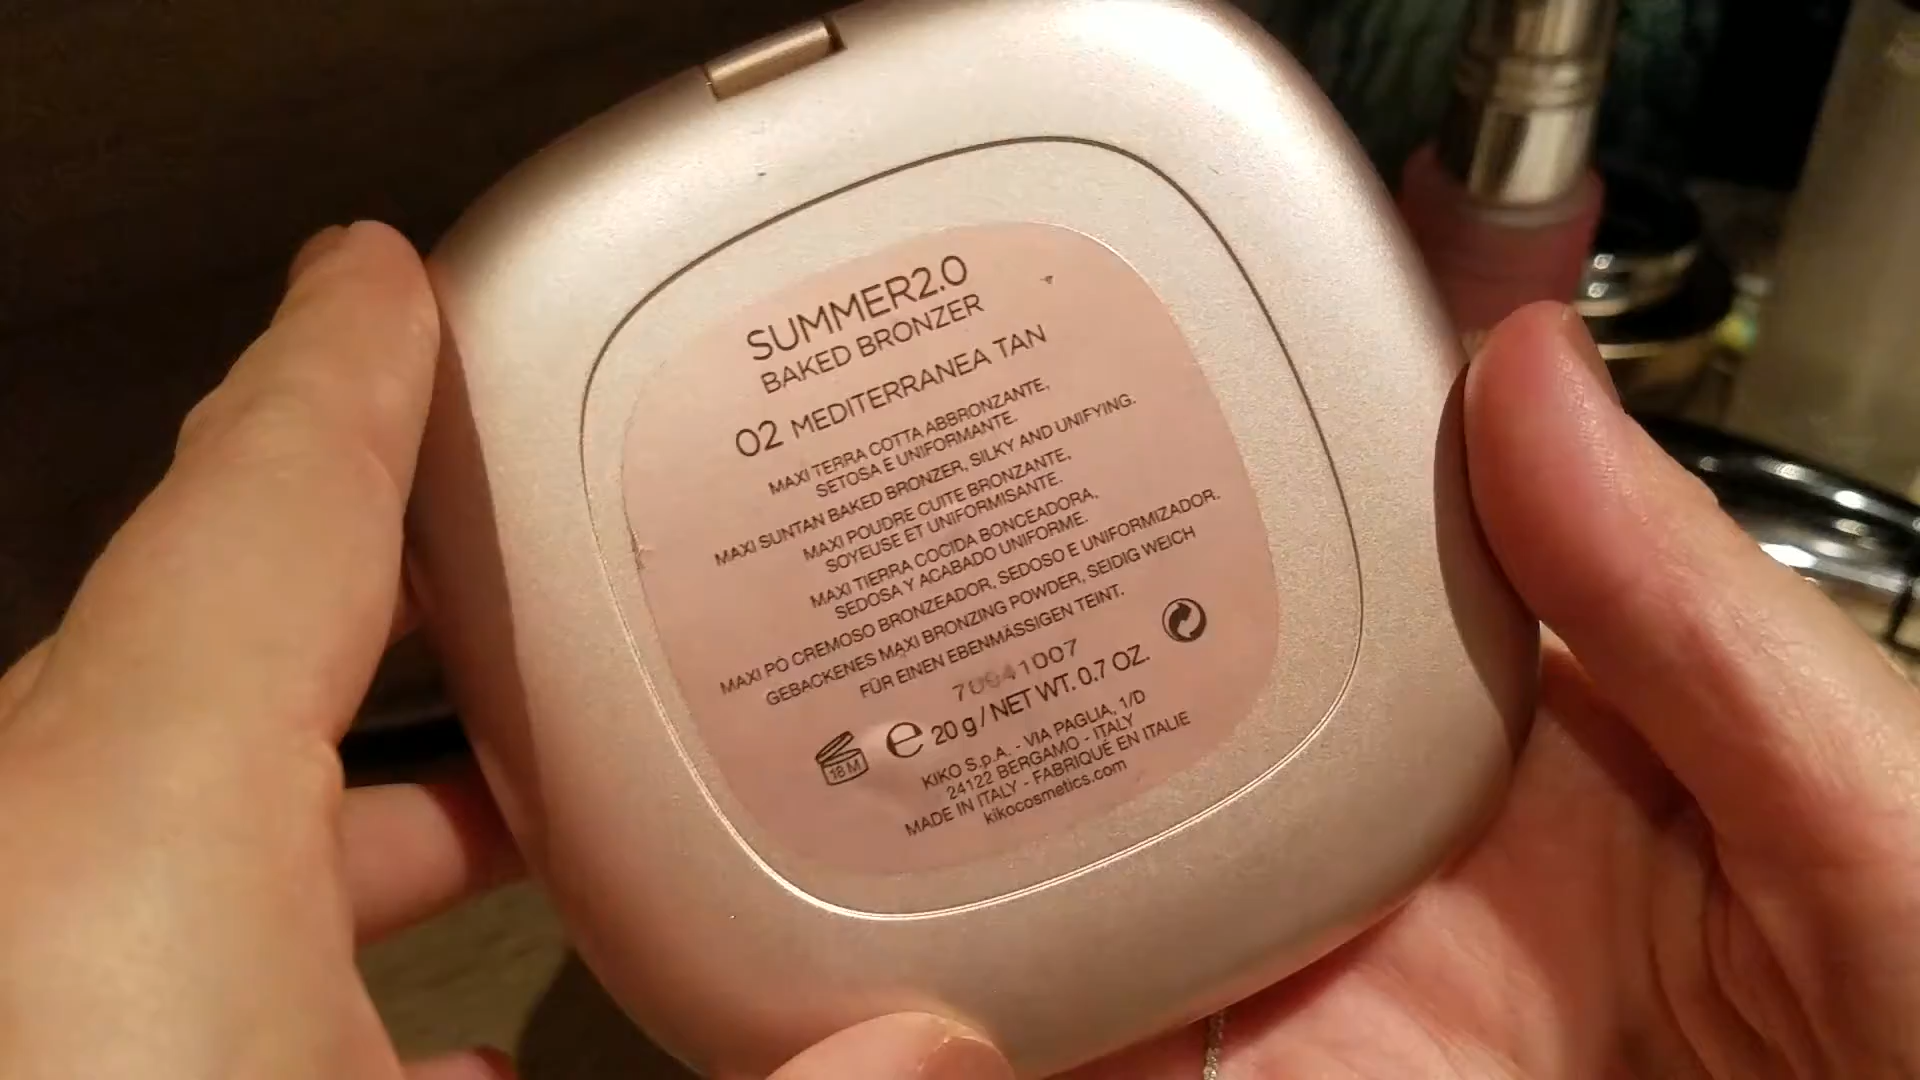 SUMMER2.0
BAKED BRONZER
02 MEDITERRANEA TAN
MAXI TERRA COTTA ABBRONZANTE,
SETOSA E UNIFORMANTE.
MAXI SUNTAN BAKED BRONZER, SILKY AND UNIFYING.
MAXI POUDRE CUITE BRONZANTE,
SOYEUSE ET UNIFORMISANTE.
MAXI TIERRA COCIDA BONCEADORA,
SEDOSA Y ACABADO UNIFORME.
MAXI PÓ CREMOSO BRONZEADOR, SEDOSO E UNIFORMIZADOR.
GEBACKENES MAXI BRONZING POWDER, SEIDIG WEICH
FÜR EINEN EBENMÄSSIGEN TEINT.
18 M e 20 g / NET WT. 0.7 OZ.
KIKO S.p.A. - VIA PAGLIA, 1/D
24122 BERGAMO - ITALY
MADE IN ITALY - FABRIQUÉ EN ITALIE
kikocosmetics.com